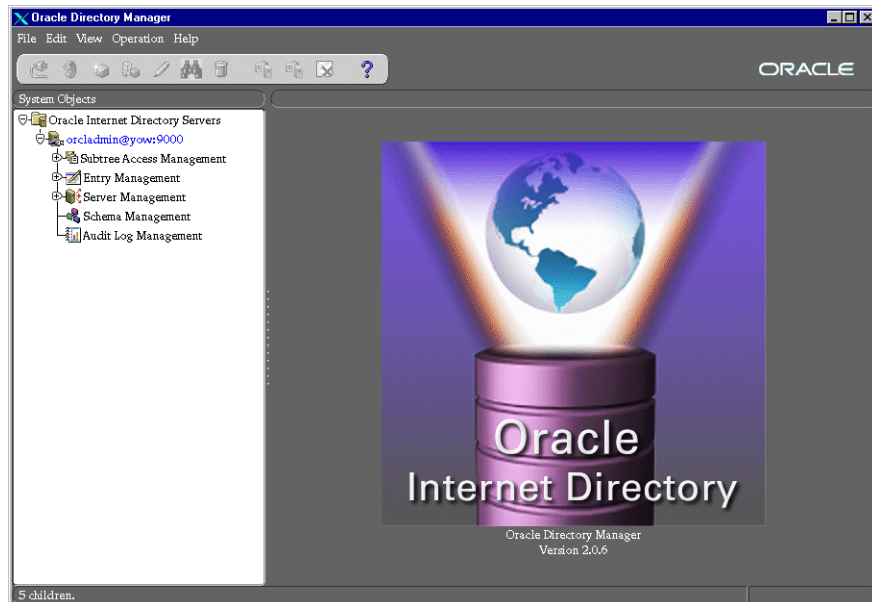 Oracle Directory Manager
File Edit View Operation Help
?
ORACLE
System Objects
Oracle Internet Directory Servers
orcladmin@yow:9000
Subtree Access Management
Entry Management
Server Management
Schema Management
Audit Log Management
Oracle
Internet Directory
Oracle Directory Manager
Version 2.0.6
5 children.